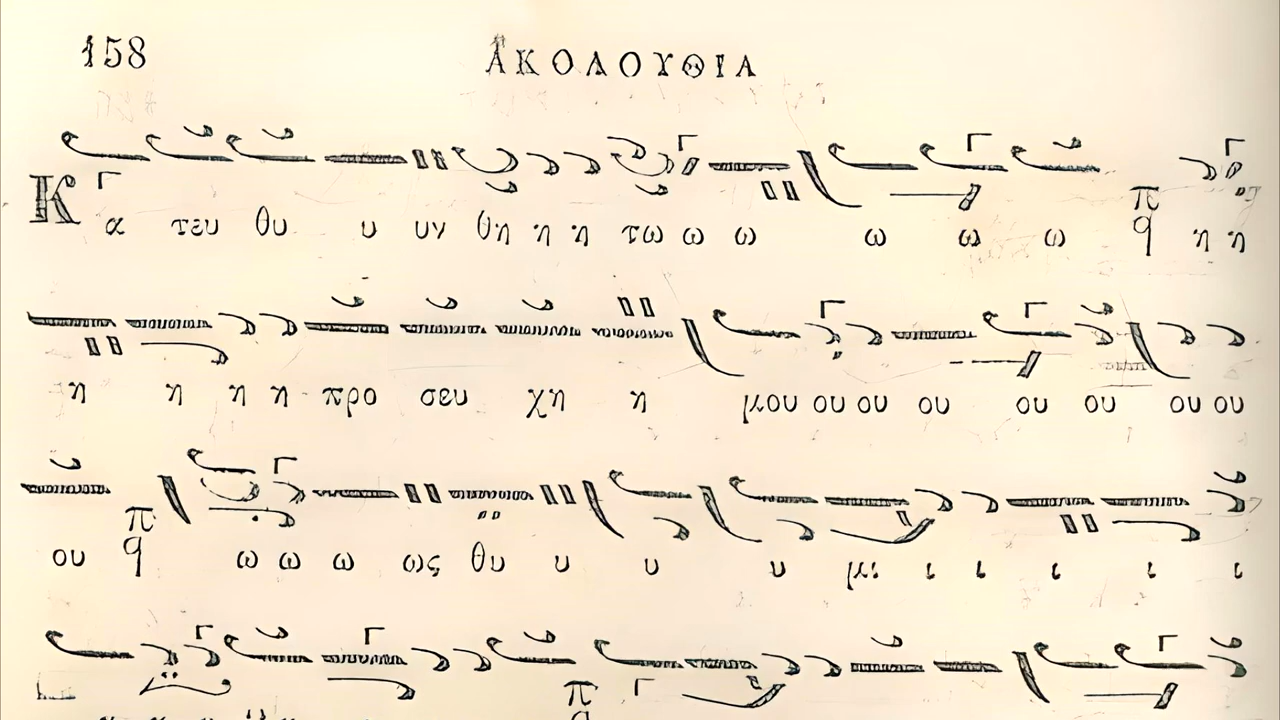 158 ἈΚΟΛΟΥΘΙΑ
Κα τευ θυ υ υν θη η η τω ω ω ω ω ω π ϥ η η
η η η η προ σευ χη η μου ου ου ου ου ου ου ου
ου π ϥ ω ω ω ως θυ υ υ υ μι ι ι ι ι ι
π